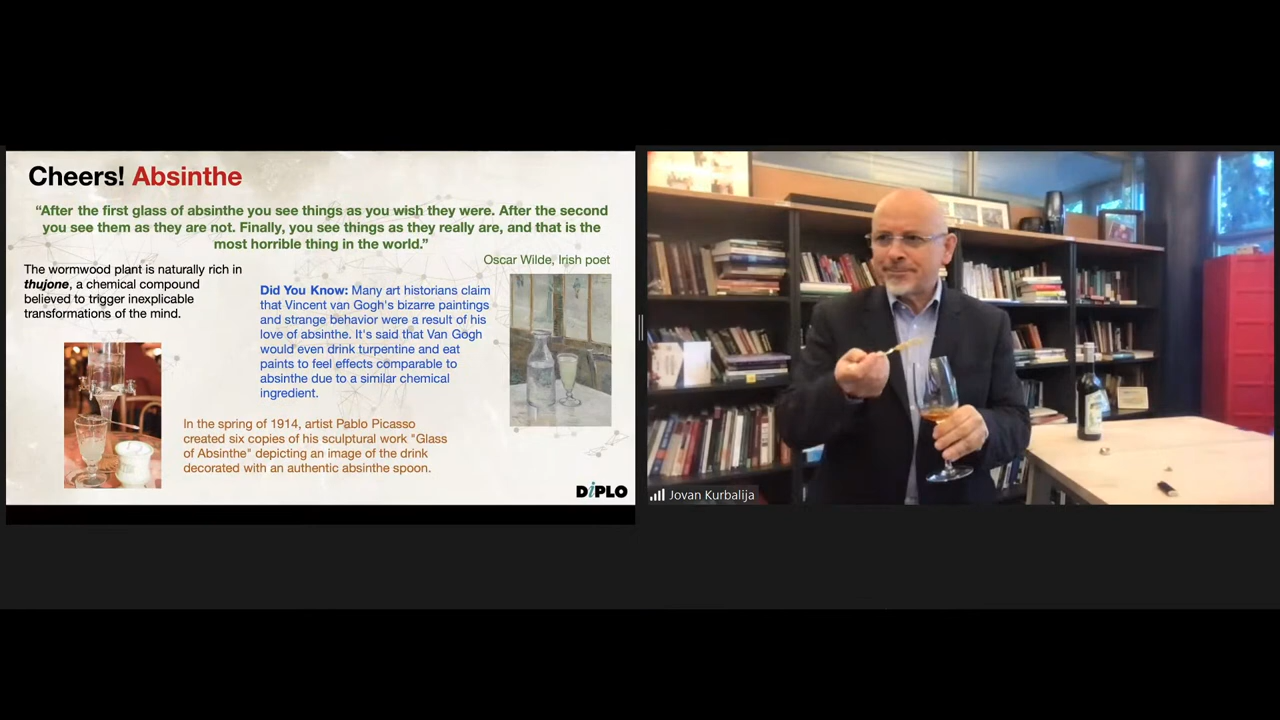 Cheers! Absinthe
“After the first glass of absinthe you see things as you wish they were. After the second
you see them as they are not. Finally, you see things as they really are, and that is the
most horrible thing in the world.”
Oscar Wilde, Irish poet
The wormwood plant is naturally rich in
thujone, a chemical compound
believed to trigger inexplicable
transformations of the mind.
Did You Know: Many art historians claim
that Vincent van Gogh's bizarre paintings
and strange behavior were a result of his
love of absinthe. It's said that Van Gogh
would even drink turpentine and eat
paints to feel effects comparable to
absinthe due to a similar chemical
ingredient.
In the spring of 1914, artist Pablo Picasso
created six copies of his sculptural work "Glass
of Absinthe" depicting an image of the drink
decorated with an authentic absinthe spoon.
DiPLO
Jovan Kurbalija